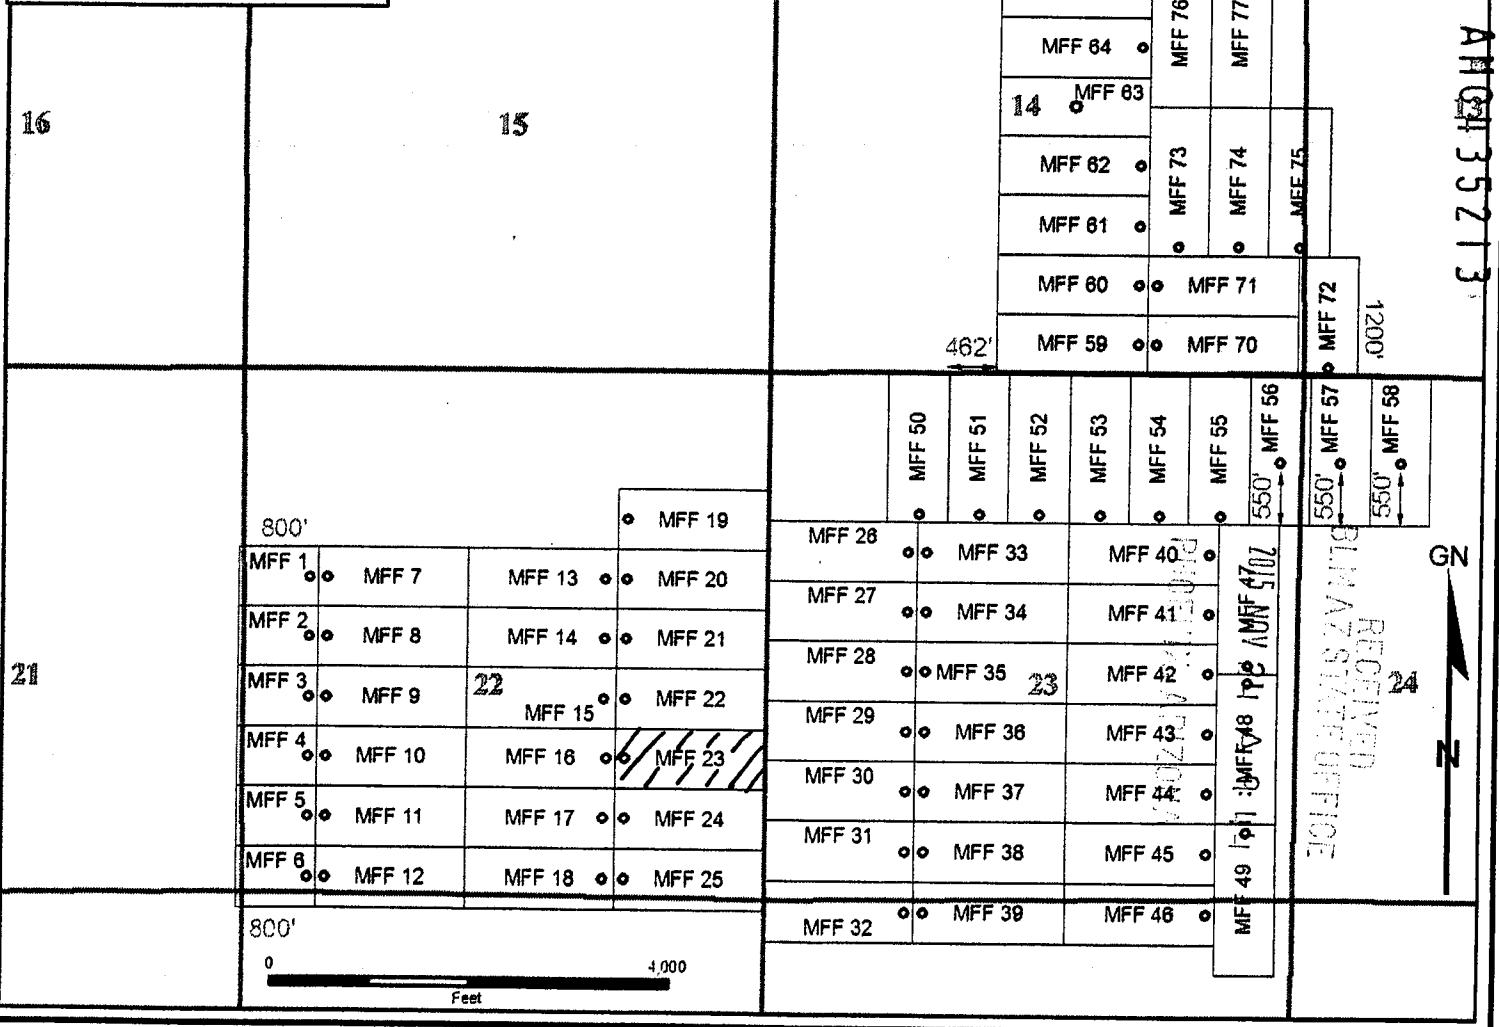 MFF 76
MFF 77
AMC435213
MFF 64
14
MFF 63
13
16
15
MFF 62
MFF 73
MFF 74
MFF 75
MFF 61
MFF 60
MFF 71
MFF 72
1200'
462'
MFF 59
MFF 70
MFF 50
MFF 51
MFF 52
MFF 53
MFF 54
MFF 55
MFF 56
MFF 57
MFF 58
550'
550'
550'
800'
MFF 19
MFF 26
MFF 33
MFF 40
MFF 1
MFF 7
MFF 13
MFF 20
MFF 27
MFF 34
MFF 41
MFF 47
MFF 2
MFF 8
MFF 14
MFF 21
MFF 28
MFF 35
23
MFF 42
21
MFF 3
MFF 9
22
MFF 15
MFF 22
MFF 29
MFF 36
MFF 43
MFF 48
24
MFF 4
MFF 10
MFF 16
MFF 23
MFF 30
MFF 37
MFF 44
MFF 5
MFF 11
MFF 17
MFF 24
MFF 31
MFF 38
MFF 45
MFF 49
MFF 6
MFF 12
MFF 18
MFF 25
MFF 32
MFF 39
MFF 46
RECEIVED
BLM AZ STATE OFFICE
2015 NOV
PHOENIX, ARIZONA
GN
N
800'
0
4,000
Feet